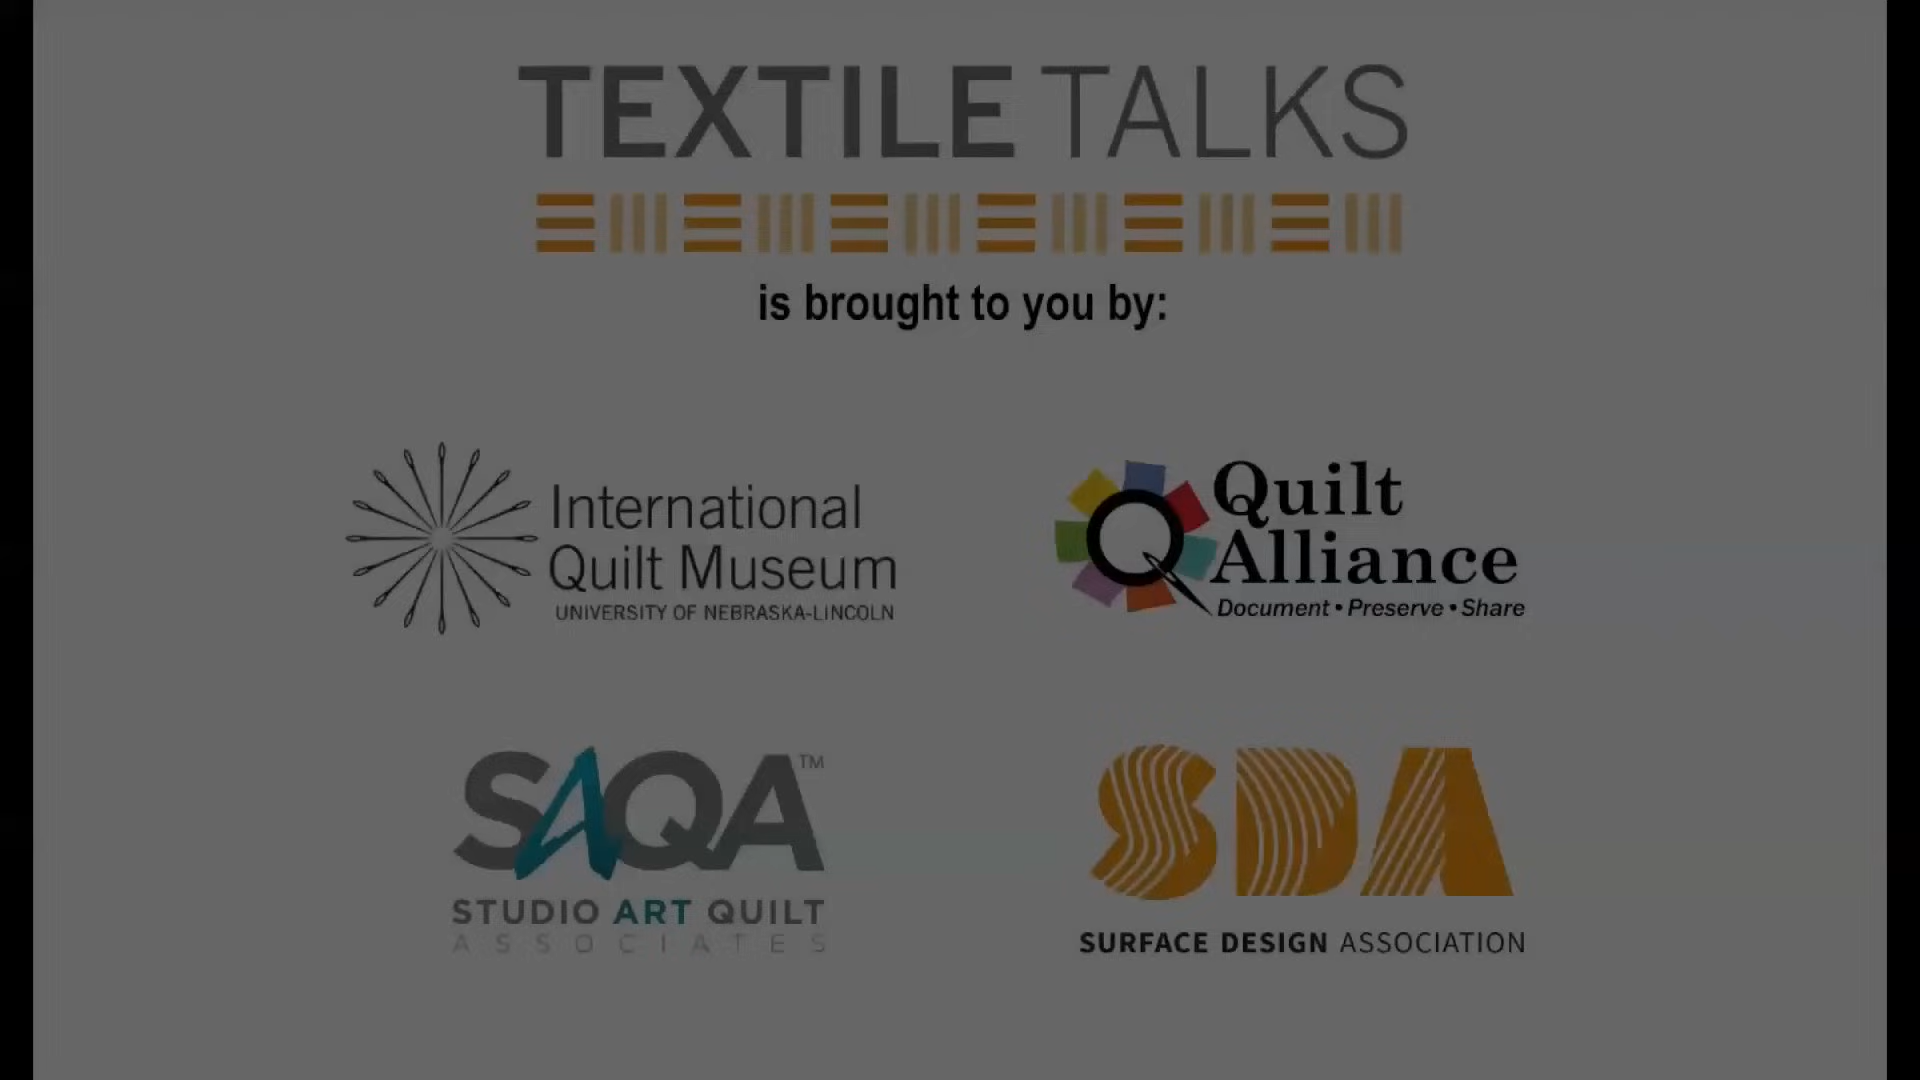 TEXTILE TALKS
is brought to you by:
International
Quilt Museum
UNIVERSITY OF NEBRASKA-LINCOLN
Quilt
Alliance
Document • Preserve • Share
SAQA™
STUDIO ART QUILT
ASSOCIATES
SDA
SURFACE DESIGN ASSOCIATION